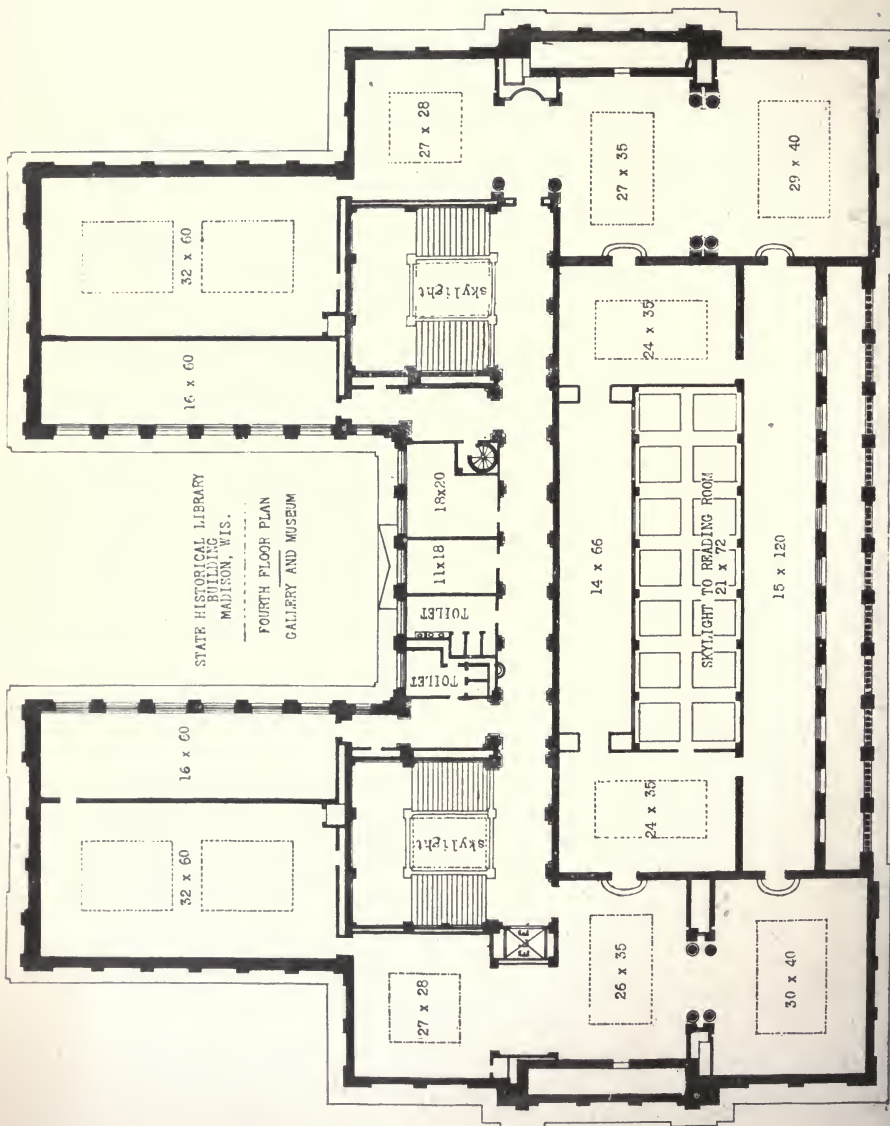 32 x 60
16 x 60
STATE HISTORICAL LIBRARY
BUILDING
MADISON, WIS.
FOURTH FLOOR PLAN
GALLERY AND MUSEUM
16 x 60
32 x 60
27 x 28
skylight
TOILET
TOILET
11x18
18x20
skylight
27 x 28
26 x 35
24 x 35
14 x 66
24 x 35
27 x 35
SKYLIGHT TO READING ROOM
21 x 72
30 x 40
15 x 120
29 x 40